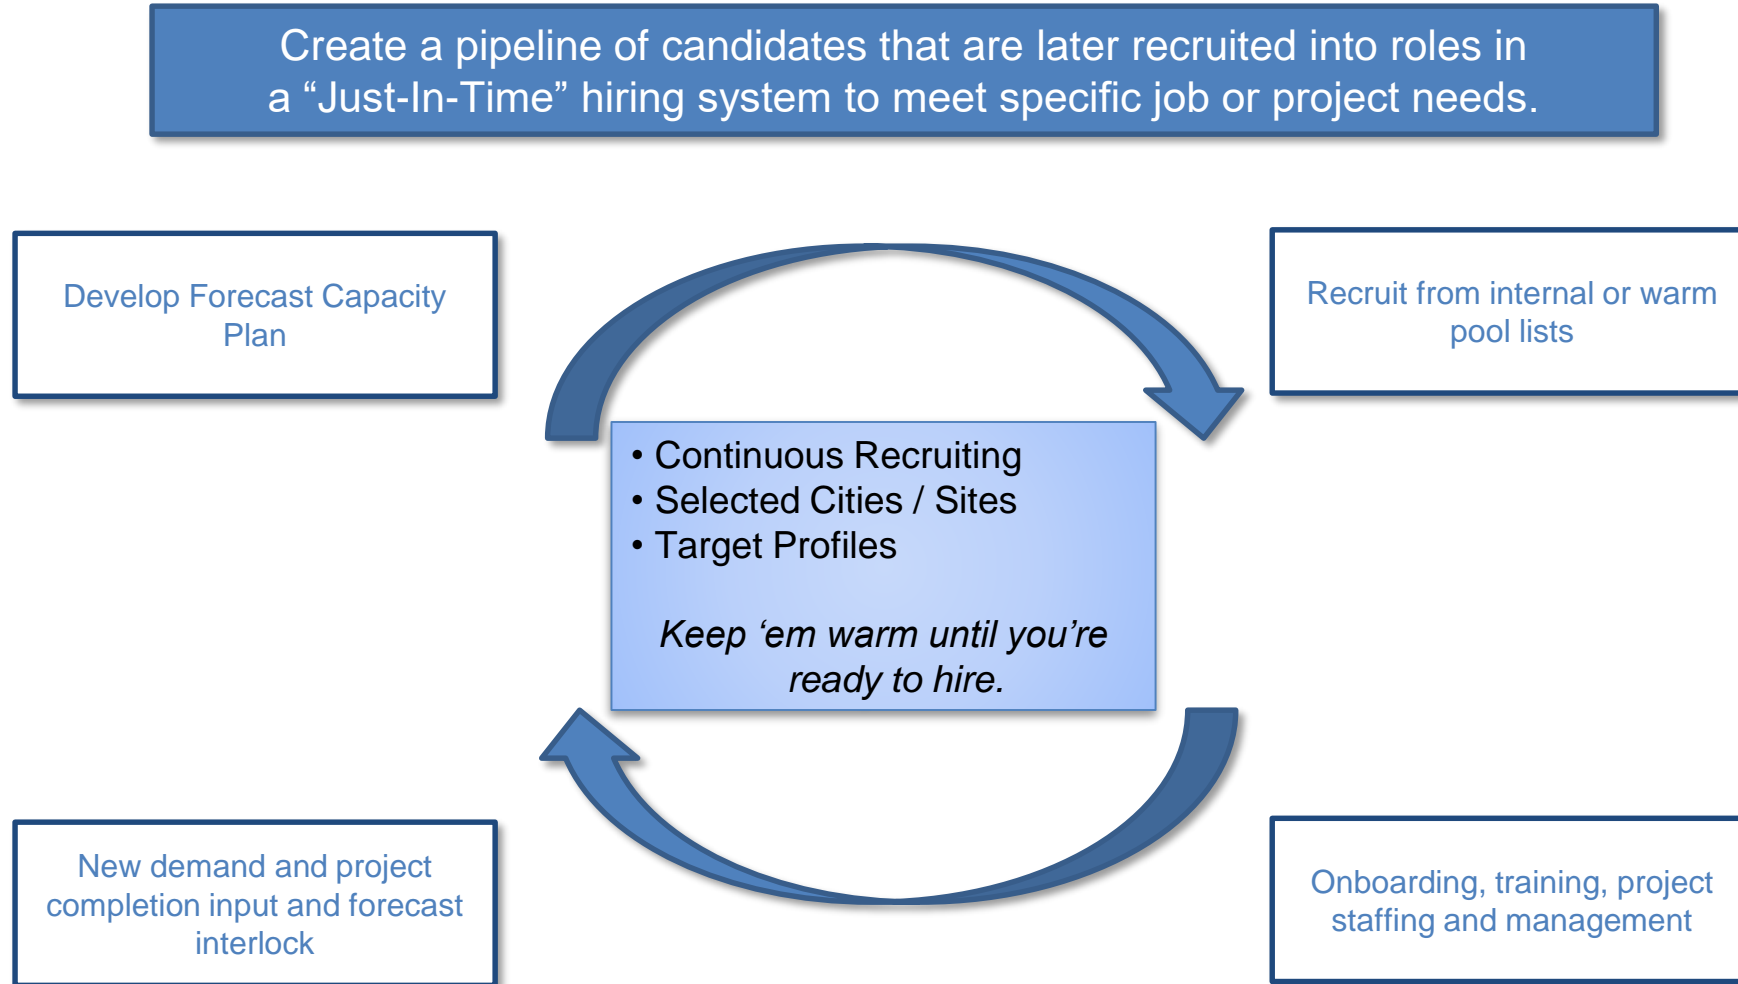 Create a pipeline of candidates that are later recruited into roles in
a “Just-In-Time” hiring system to meet specific job or project needs.
Develop Forecast Capacity
Plan
Recruit from internal or warm
pool lists
• Continuous Recruiting
• Selected Cities / Sites
• Target Profiles
Keep ‘em warm until you’re
ready to hire.
New demand and project
completion input and forecast
interlock
Onboarding, training, project
staffing and management